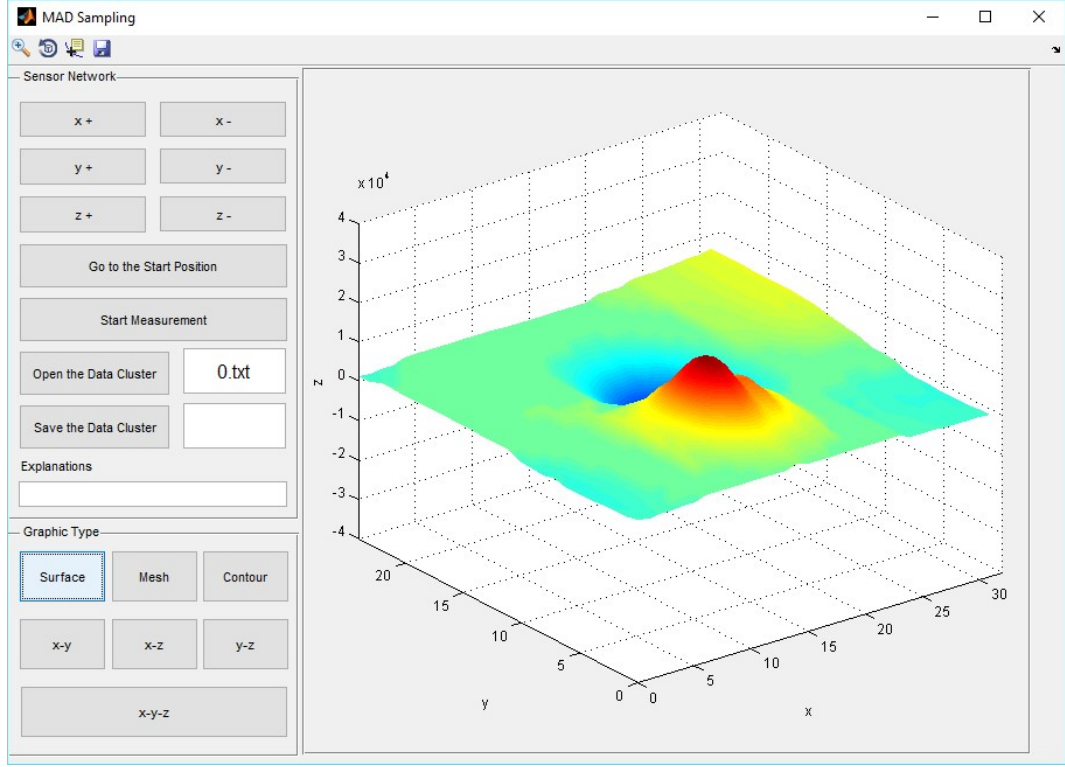 MAD Sampling
Sensor Network
x +
x -
y +
y -
z +
z -
Go to the Start Position
Start Measurement
Open the Data Cluster
0.txt
Save the Data Cluster
Explanations
Graphic Type
Surface
Mesh
Contour
x-y
x-z
y-z
x-y-z
x 10⁴
4
3
2
1
0
-1
-2
-3
-4
z
20
15
10
5
0
y
0
5
10
15
20
25
30
x